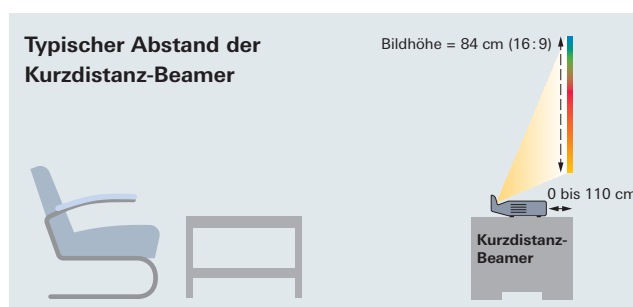 Typischer Abstand der
Kurzdistanz-Beamer
Bildhöhe = 84 cm (16:9)
0 bis 110 cm
Kurzdistanz-
Beamer